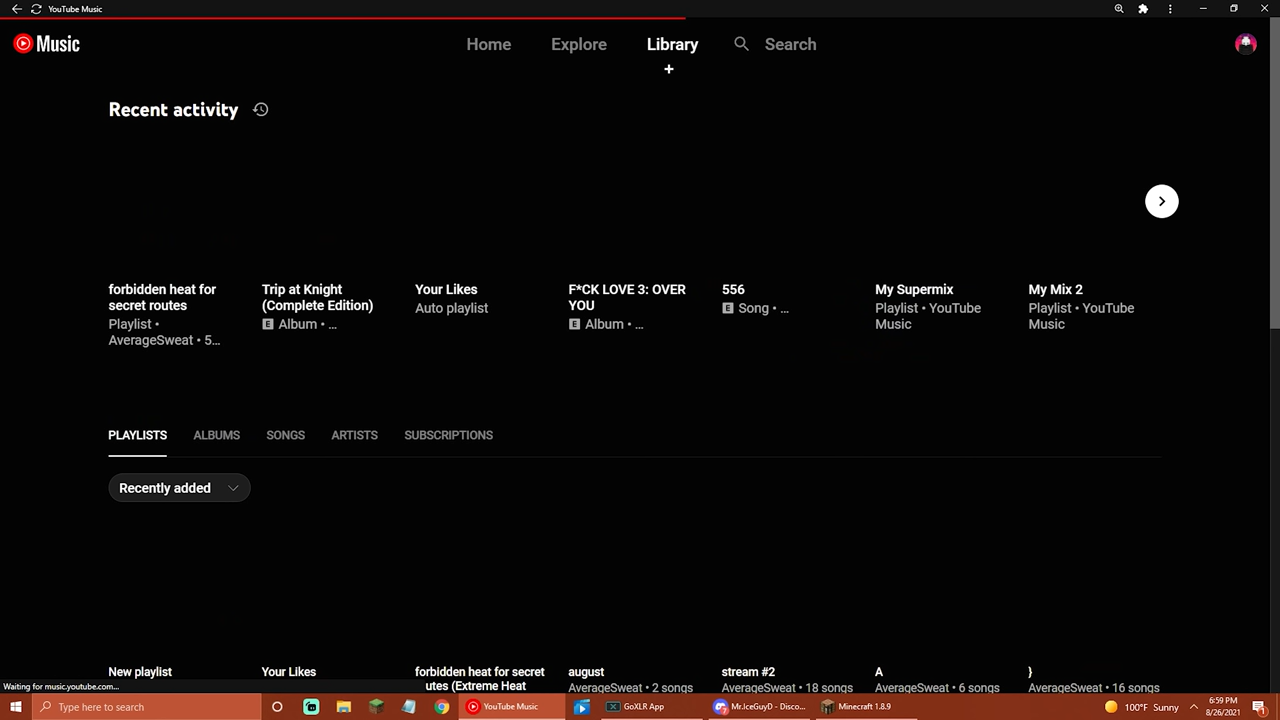 YouTube Music
Music
Home Explore Library Search
Recent activity
forbidden heat for
secret routes
Playlist •
AverageSweat • 5...
Trip at Knight
(Complete Edition)
E Album • ...
Your Likes
Auto playlist
F*CK LOVE 3: OVER
YOU
E Album • ...
556
E Song • ...
My Supermix
Playlist • YouTube
Music
My Mix 2
Playlist • YouTube
Music
PLAYLISTS ALBUMS SONGS ARTISTS SUBSCRIPTIONS
Recently added
New playlist
Your Likes
forbidden heat for secret
utes (Extreme Heat
august
AverageSweat • 2 songs
stream #2
AverageSweat • 18 songs
A
AverageSweat • 6 songs
}
AverageSweat • 16 songs
Waiting for music.youtube.com...
Type here to search
YouTube Music
GoXLR App
Mr.IceGuyD - Disco...
Minecraft 1.8.9
100°F Sunny
6:59 PM
8/26/2021
1